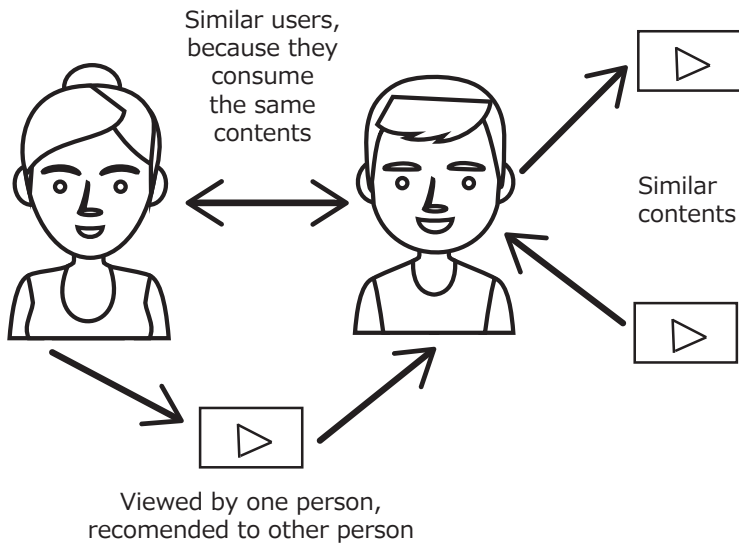 Similar users,
because they
consume
the same
contents
Similar
contents
Viewed by one person,
recomended to other person